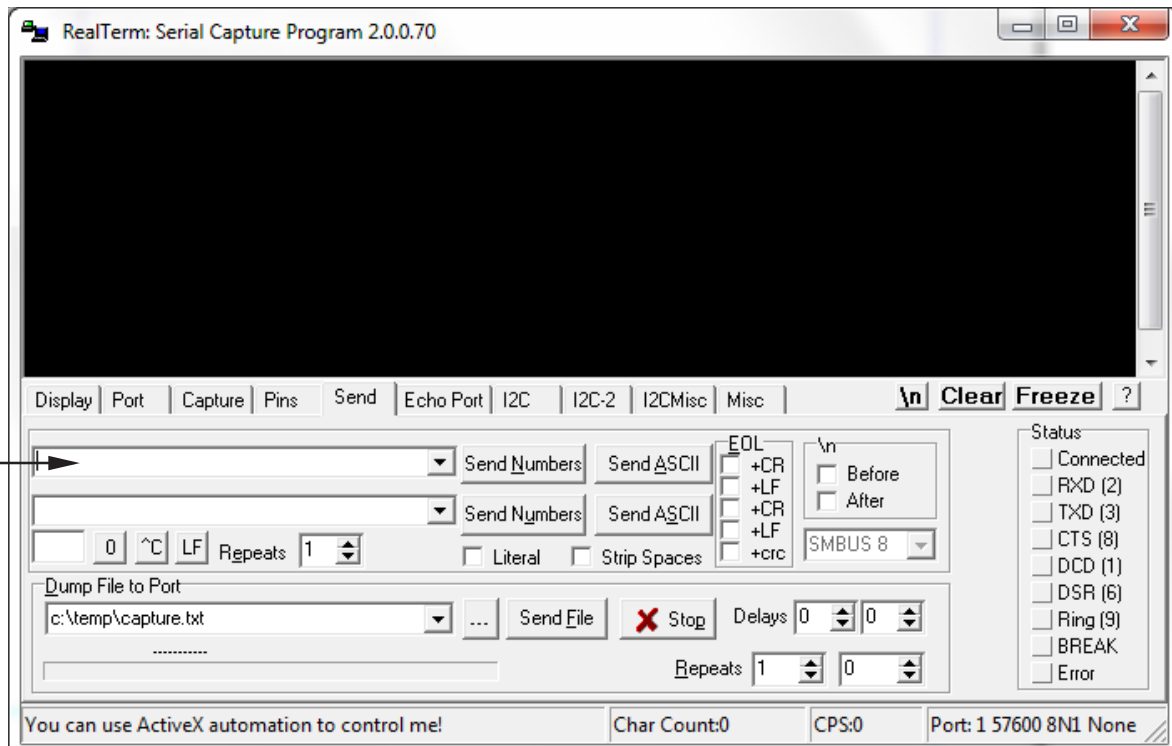 RealTerm: Serial Capture Program 2.0.0.70
Display Port Capture Pins Send Echo Port I2C I2C-2 I2CMisc Misc \n Clear Freeze ?
Send Numbers Send ASCII
Send Numbers Send ASCII
0 ^C LF Repeats 1 Literal Strip Spaces
EOL
+CR
+LF
+CR
+LF
+crc
\n
Before
After
SMBUS 8
Dump File to Port
c:\temp\capture.txt ... Send File Stop Delays 0 0
-----------
Repeats 1 0
Status
Connected
RXD (2)
TXD (3)
CTS (8)
DCD (1)
DSR (6)
Ring (9)
BREAK
Error
You can use ActiveX automation to control me! Char Count:0 CPS:0 Port: 1 57600 8N1 None